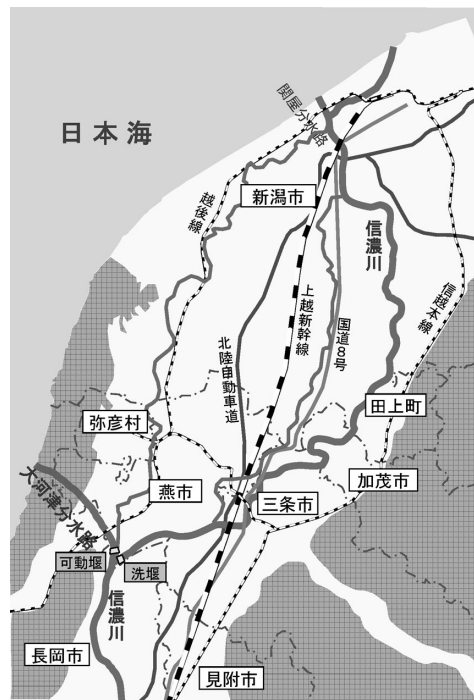 関屋分水路
日本海
越後線
新潟市
信濃川
信越本線
上越新幹線
国道8号
北陸自動車道
田上町
弥彦村
加茂市
燕市
三条市
大河津分水路
可動堰
洗堰
信濃川
長岡市
見附市